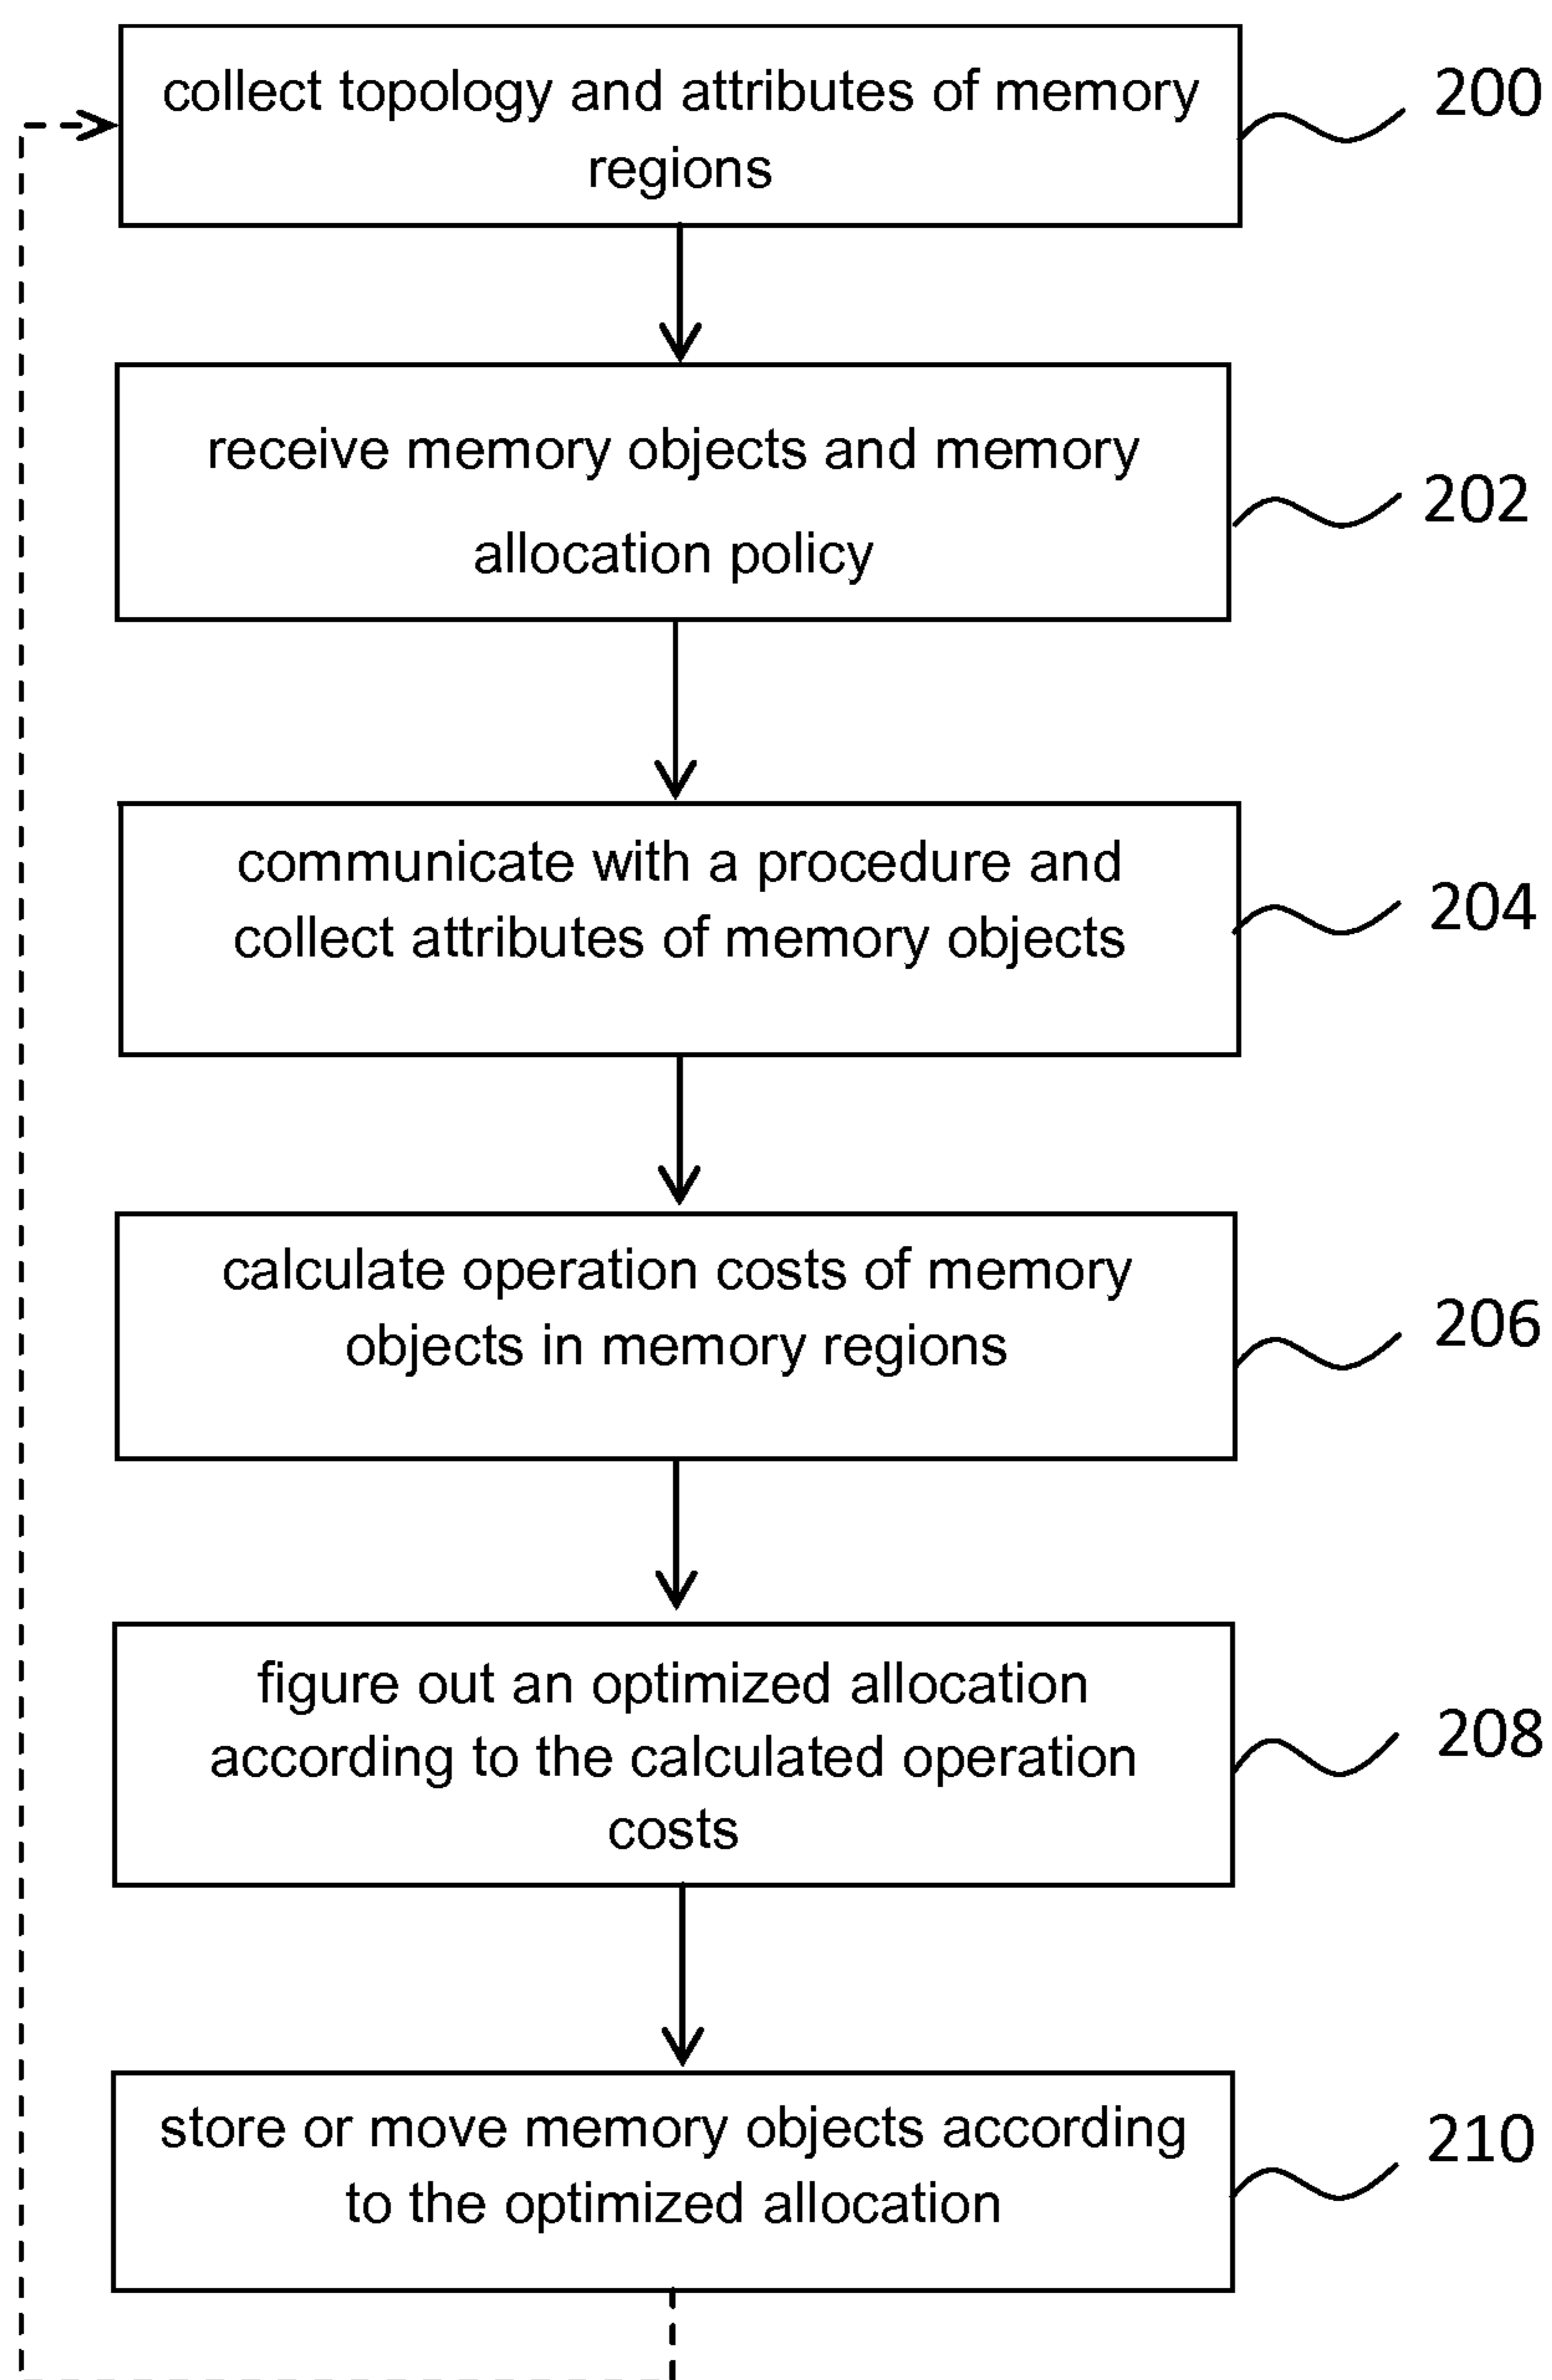 collect topology and attributes of memory
regions
200
receive memory objects and memory
allocation policy
202
communicate with a procedure and
collect attributes of memory objects
204
calculate operation costs of memory
objects in memory regions
206
figure out an optimized allocation
according to the calculated operation
costs
208
store or move memory objects according
to the optimized allocation
210